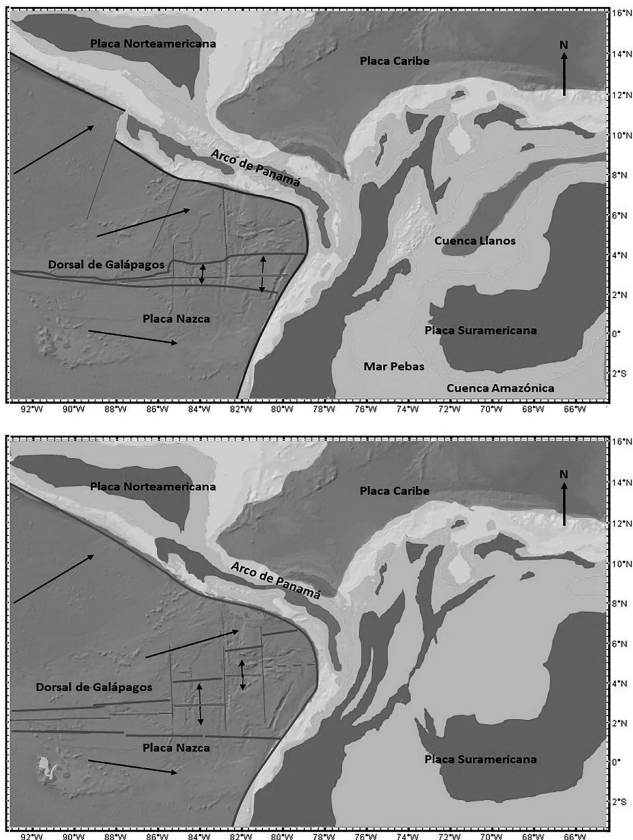 16°N
Placa Norteamericana
N
Placa Caribe
14°N
12°N
10°N
Arco de Panamá
8°N
6°N
Cuenca Llanos
4°N
Dorsal de Galápagos
2°N
Placa Nazca
Placa Suramericana
0°
Mar Pebas
2°S
Cuenca Amazónica
92°W 90°W 88°W 86°W 84°W 82°W 80°W 78°W 76°W 74°W 72°W 70°W 68°W 66°W
16°N
N
Placa Norteamericana
Placa Caribe
14°N
12°N
10°N
Arco de Panamá
8°N
6°N
4°N
Dorsal de Galápagos
2°N
Placa Nazca
Placa Suramericana
0°
2°S
92°W 90°W 88°W 86°W 84°W 82°W 80°W 78°W 76°W 74°W 72°W 70°W 68°W 66°W